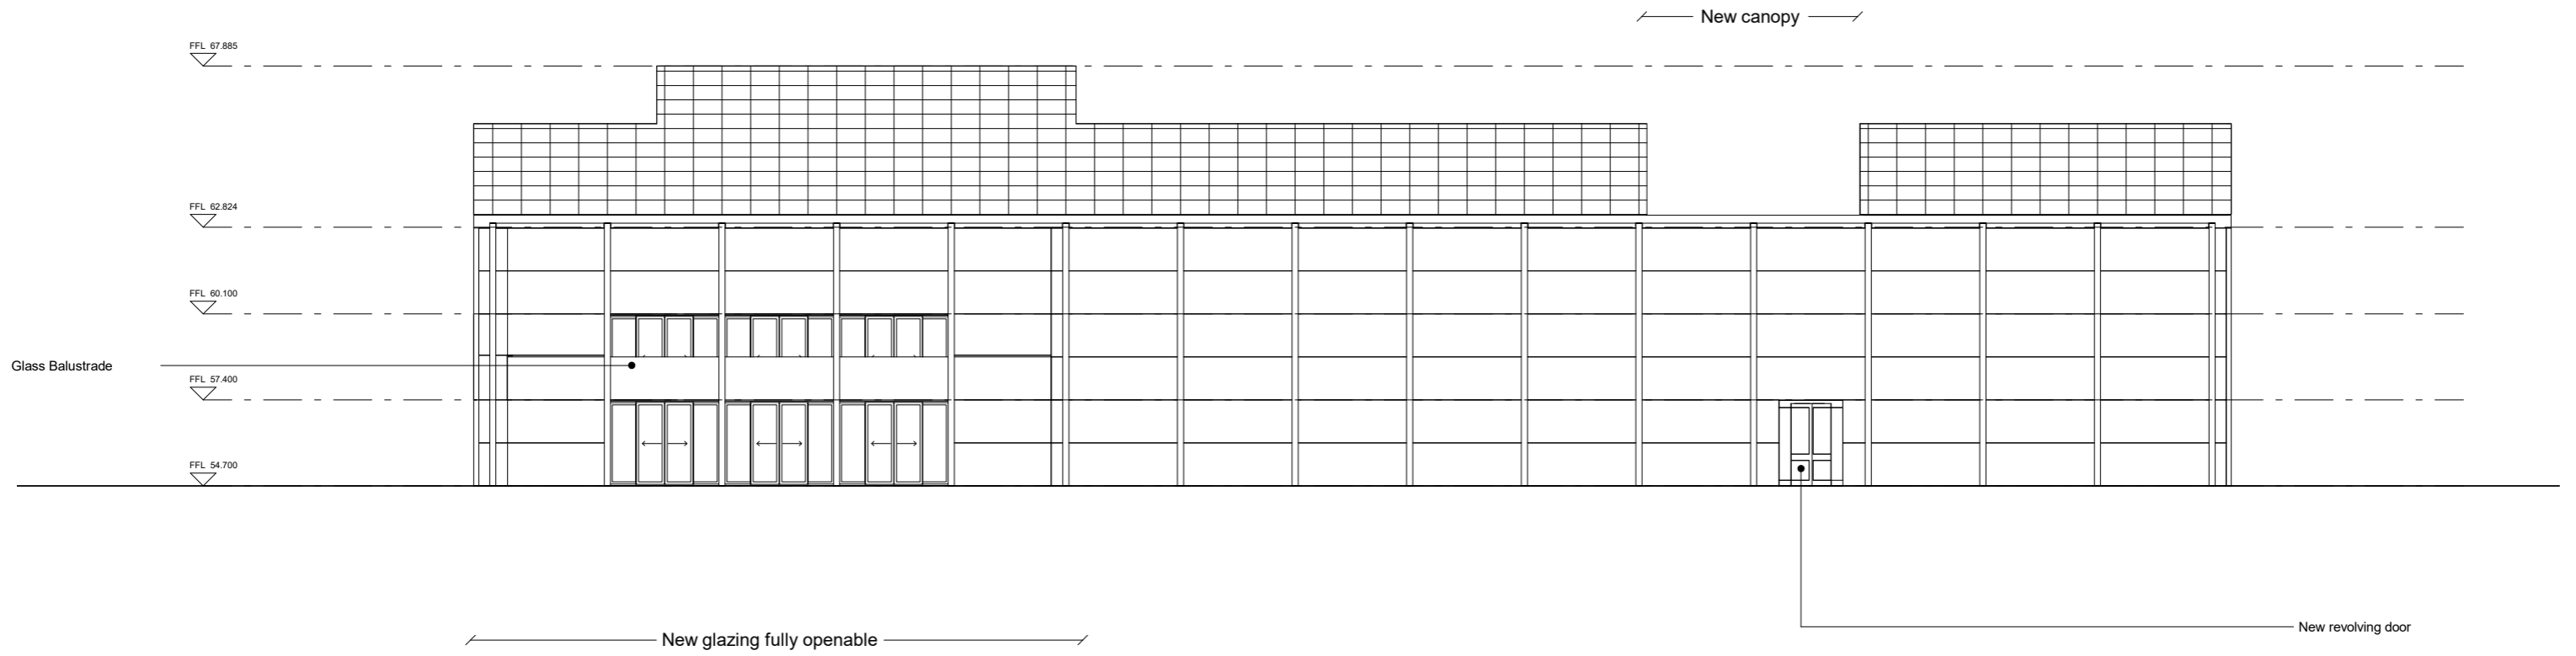 New canopy
FFL 67.885
FFL 62.824
FFL 60.100
Glass Balustrade
FFL 57.400
FFL 54.700
New revolving door
New glazing fully openable